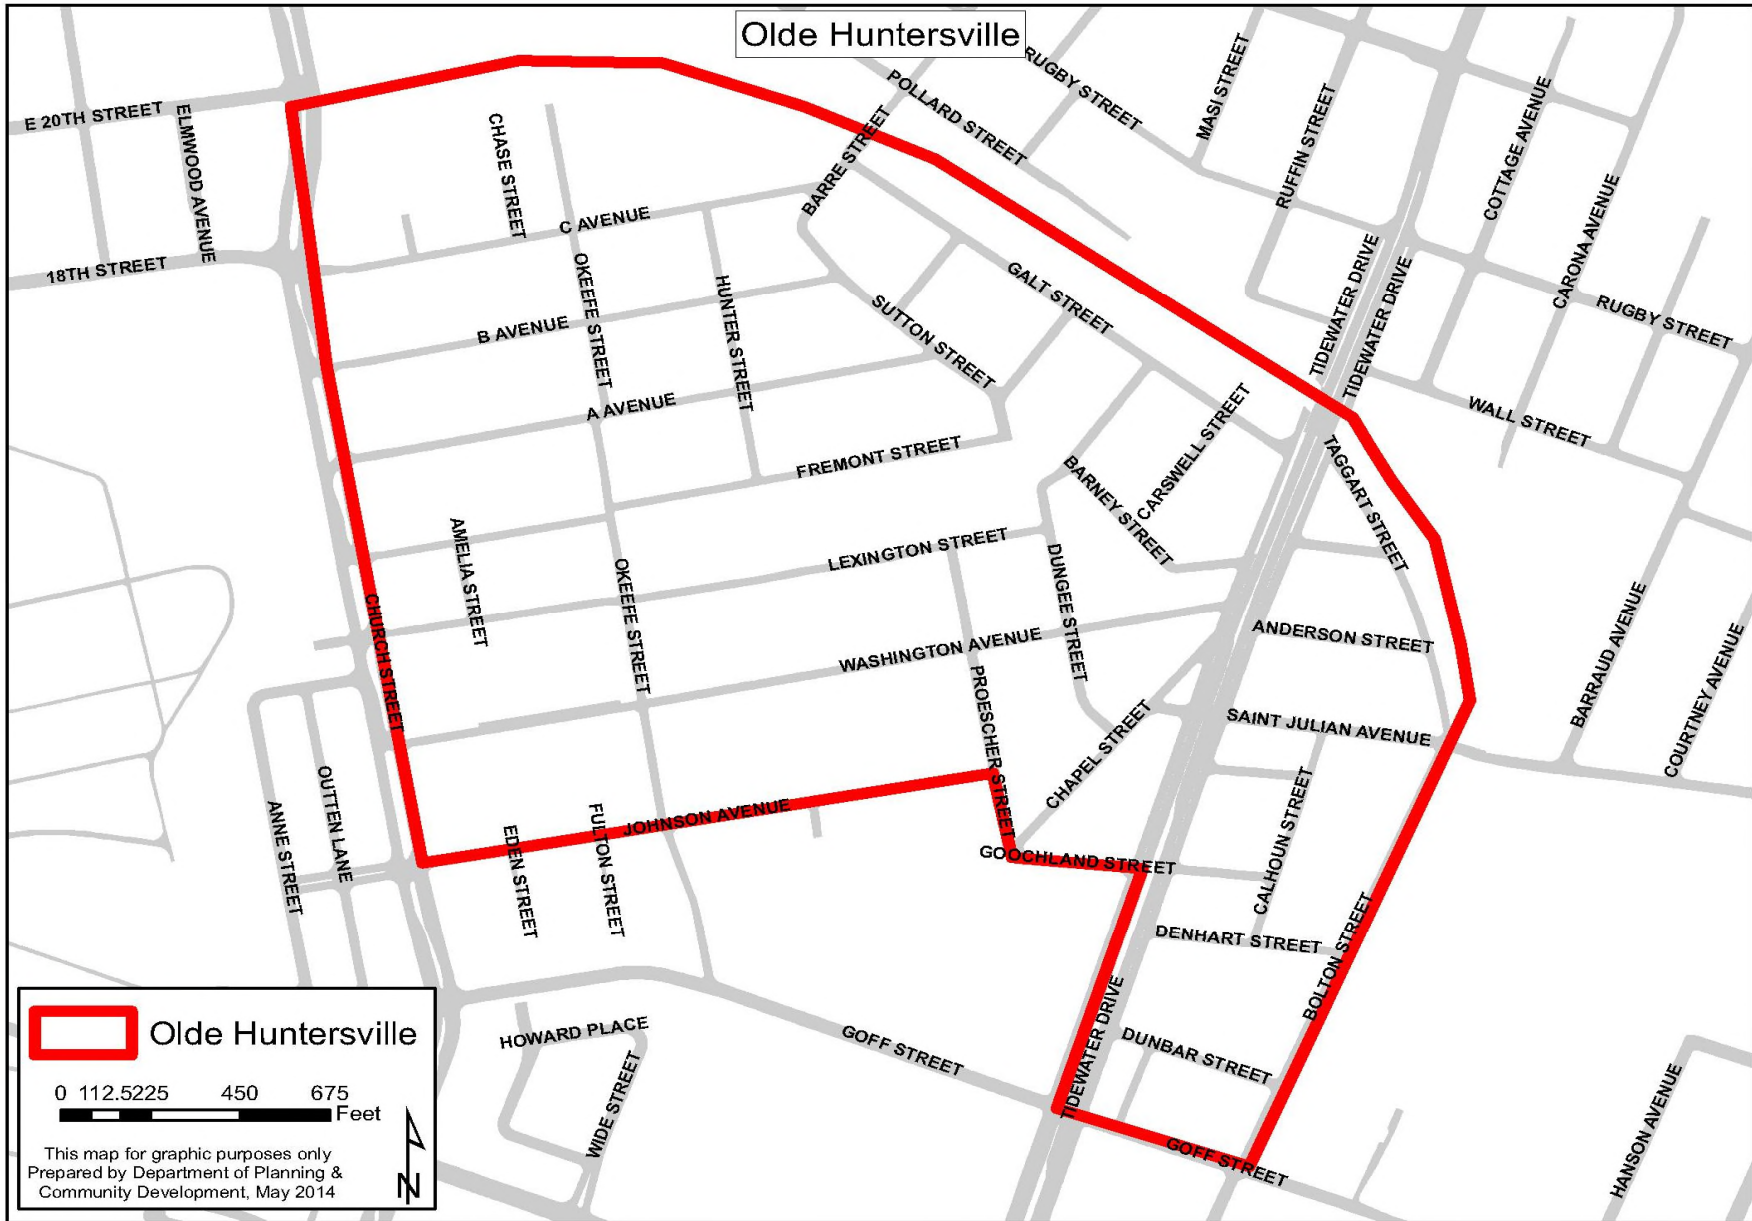 Olde Huntersville
E 20TH STREET
ELMWOOD AVENUE
18TH STREET
CHASE STREET
C AVENUE
OKEEFE STREET
HUNTER STREET
B AVENUE
A AVENUE
BARRE STREET
POLLARD STREET
RUGBY STREET
MASI STREET
RUFFIN STREET
COTTAGE AVENUE
CARONA AVENUE
RUGBY STREET
TIDEWATER DRIVE
TIDEWATER DRIVE
GALT STREET
SUTTON STREET
WALL STREET
FREMONT STREET
CARSWELL STREET
BARNEY STREET
TAGGART STREET
AMELIA STREET
LEXINGTON STREET
OKEEFE STREET
DUNGEE STREET
CHURCH STREET
WASHINGTON AVENUE
ANDERSON STREET
BARRAUD AVENUE
COURTNEY AVENUE
PROESCHER STREET
CHAPEL STREET
SAINT JULIAN AVENUE
OUTTEN LANE
ANNE STREET
EDEN STREET
FULTON STREET
JOHNSON AVENUE
GOOCHLAND STREET
CALHOUN STREET
DENHART STREET
BOLTON STREET
HOWARD PLACE
WIDE STREET
GOFF STREET
TIDEWATER DRIVE
DUNBAR STREET
GOFF STREET
HANSON AVENUE
Olde Huntersville
0 112.5225 450 675
Feet
This map for graphic purposes only
Prepared by Department of Planning &
Community Development, May 2014
N